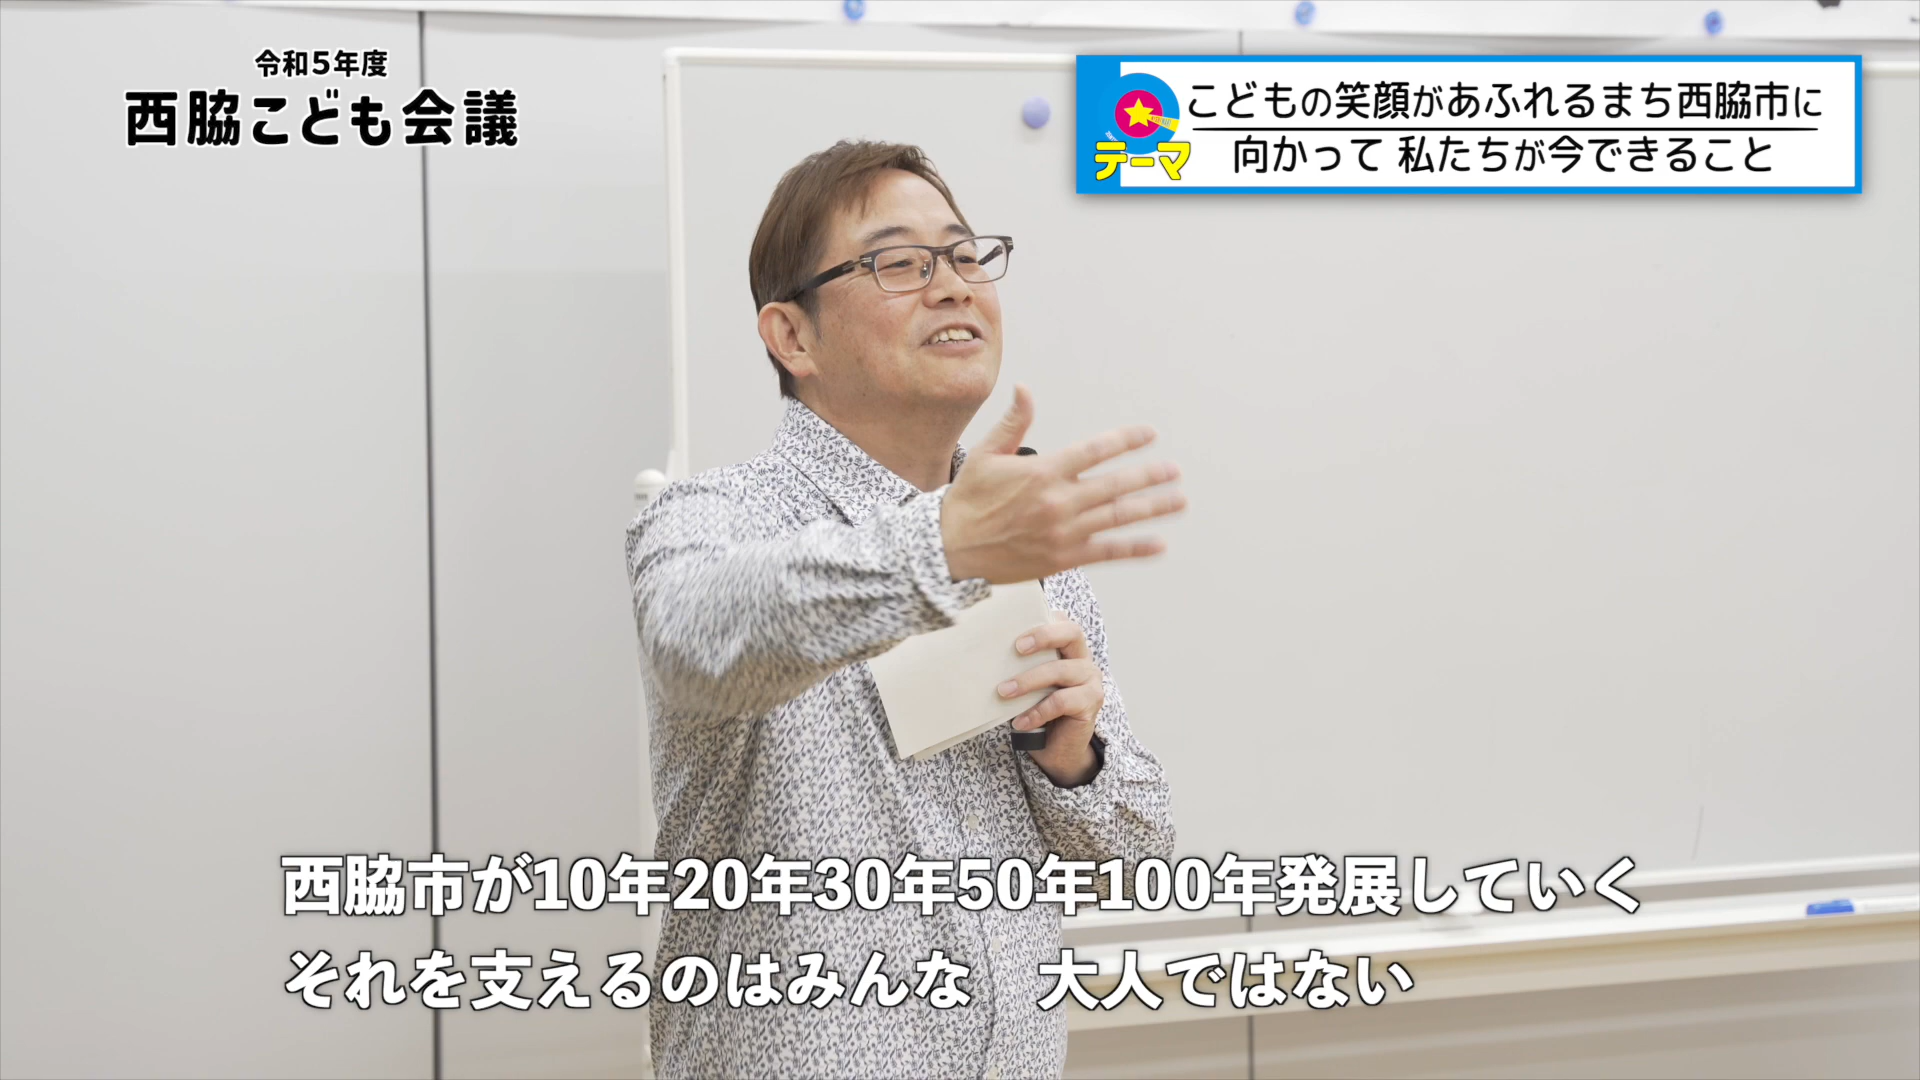 令和5年度
西脇こども会議
テーマ
こどもの笑顔があふれるまち西脇市に
向かって 私たちが今できること
西脇市が10年20年30年50年100年発展していく
それを支えるのはみんな　大人ではない